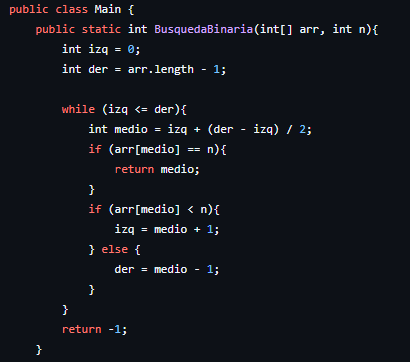 public class Main {
    public static int BusquedaBinaria(int[] arr, int n){
        int izq = 0;
        int der = arr.length - 1;

        while (izq <= der){
            int medio = izq + (der - izq) / 2;
            if (arr[medio] == n){
                return medio;
            }
            if (arr[medio] < n){
                izq = medio + 1;
            } else {
                der = medio - 1;
            }
        }
        return -1;
    }